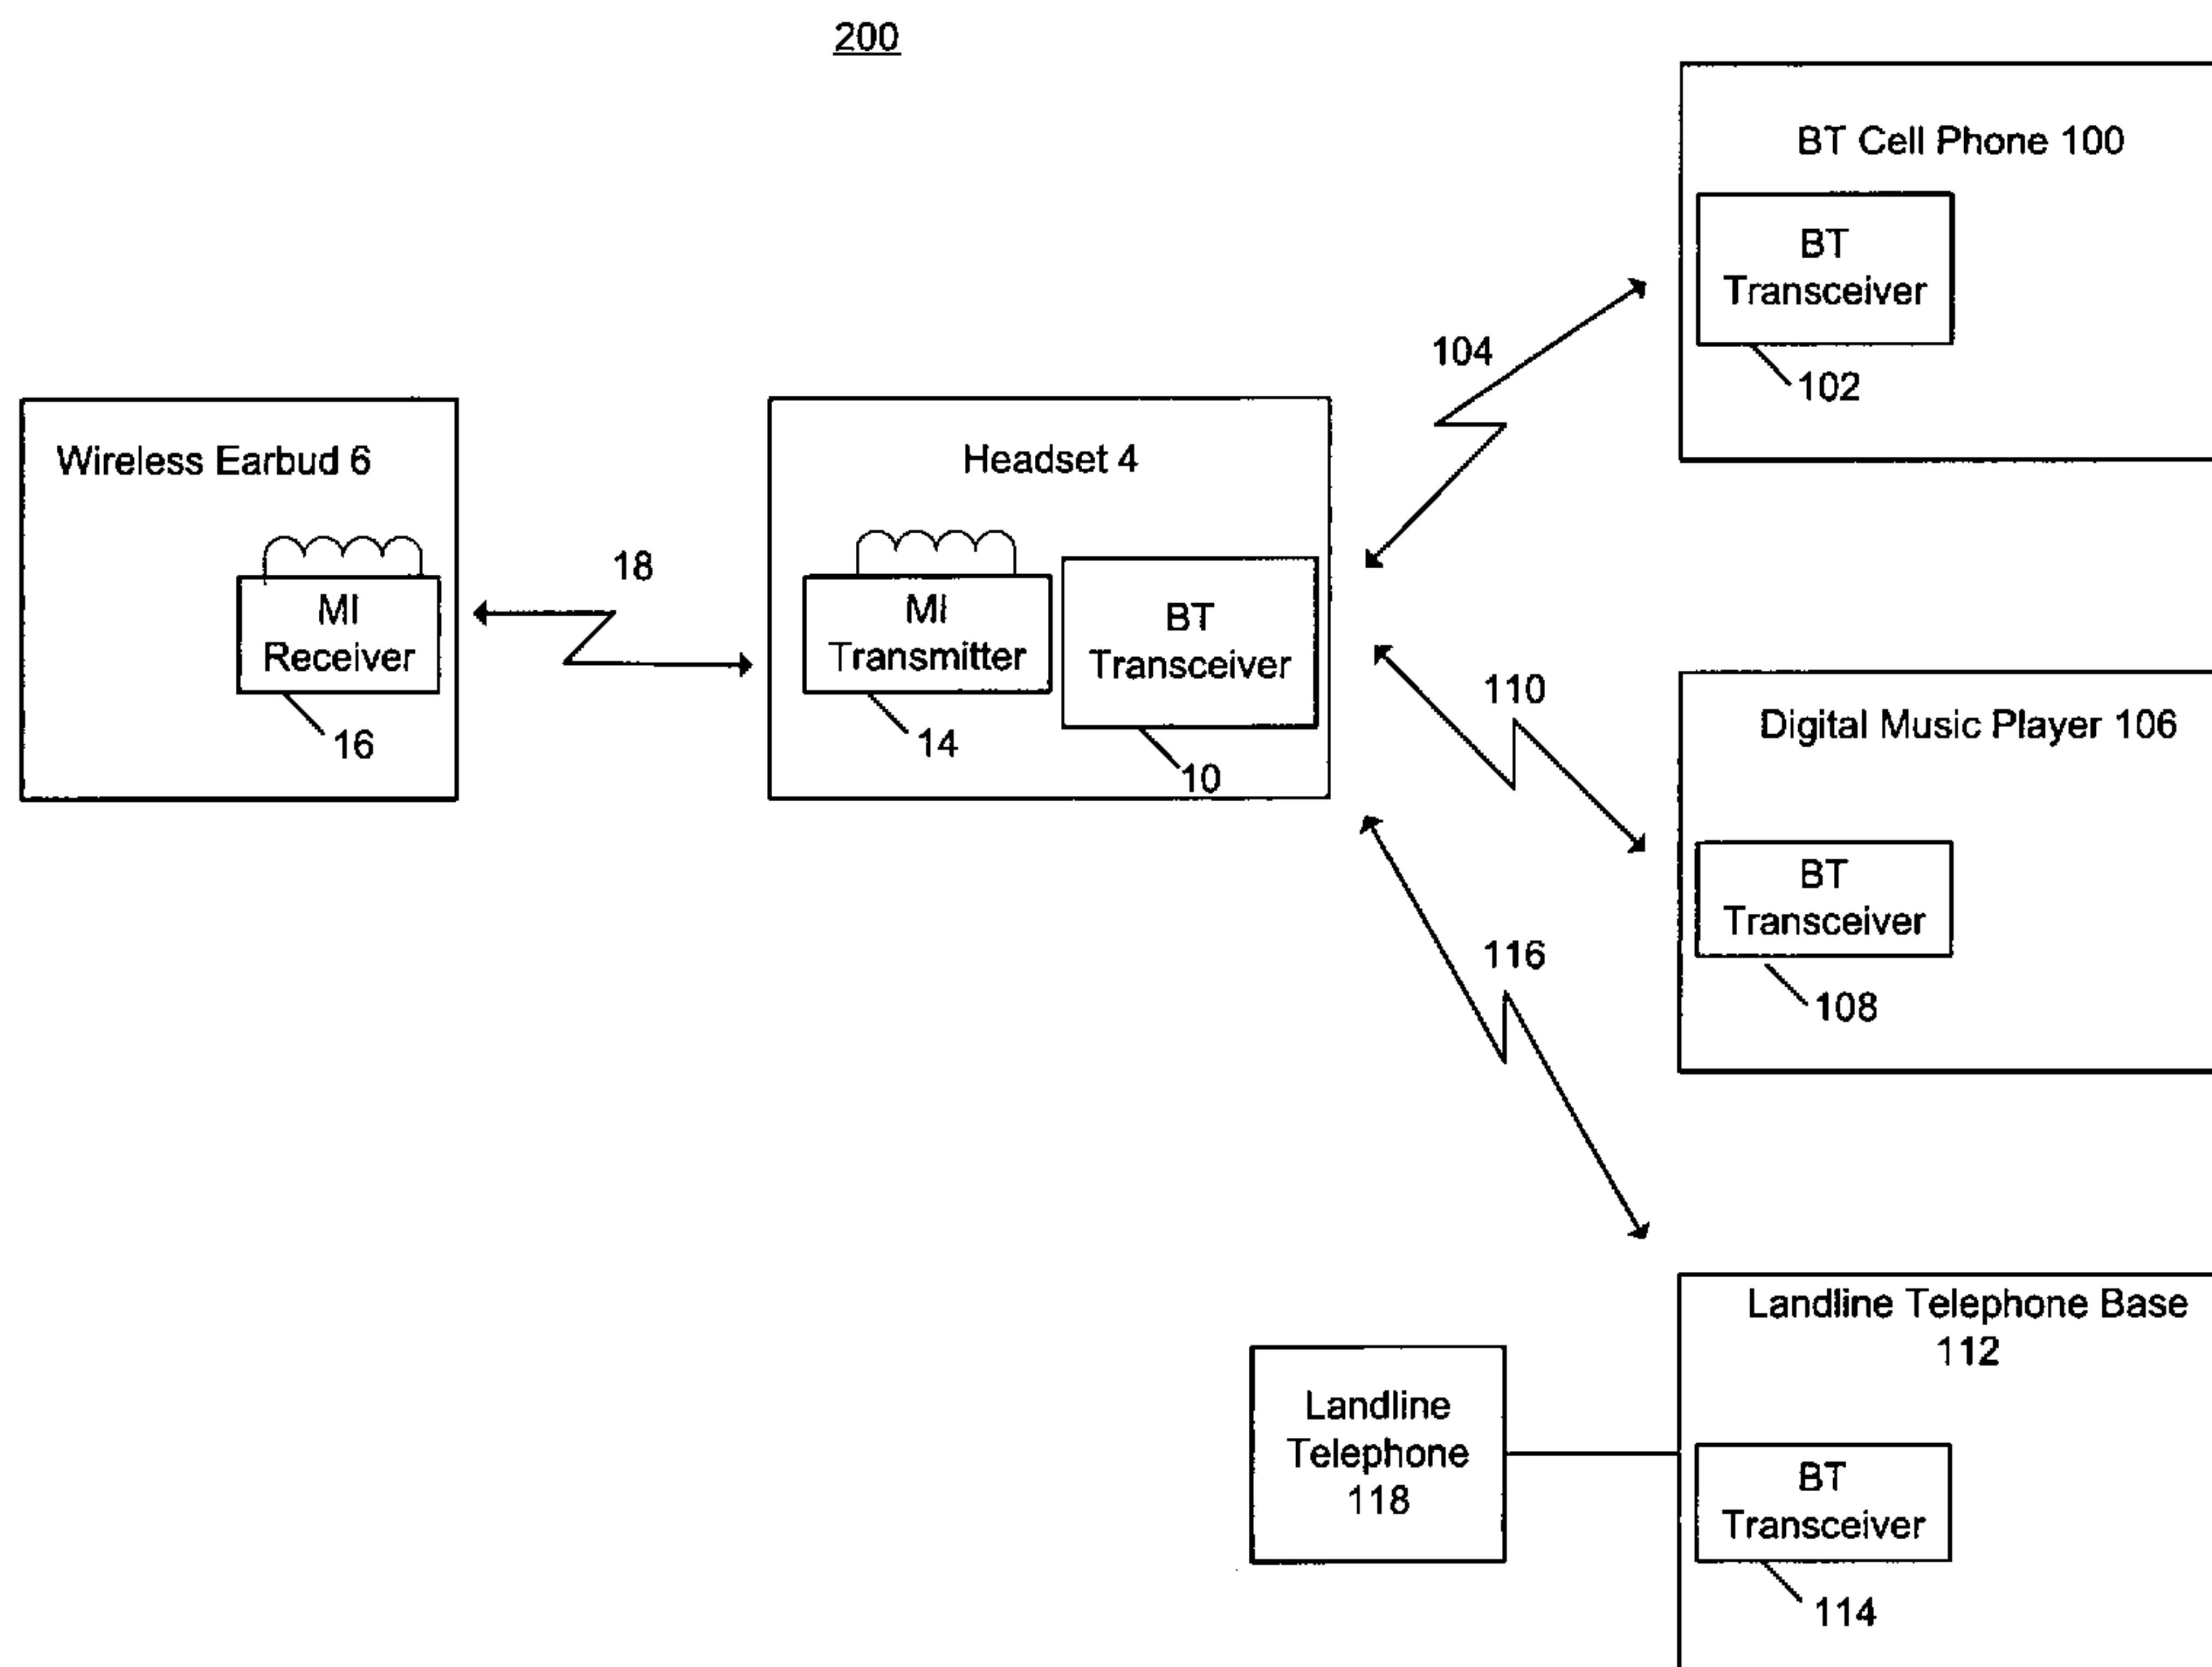 200
BT Cell Phone 100
BT
Transceiver
102
104
Wireless Earbud 6
MI
Receiver
16
18
Headset 4
MI
Transmitter
14
BT
Transceiver
10
110
Digital Music Player 106
BT
Transceiver
108
116
Landline Telephone Base
112
Landline
Telephone
118
BT
Transceiver
114